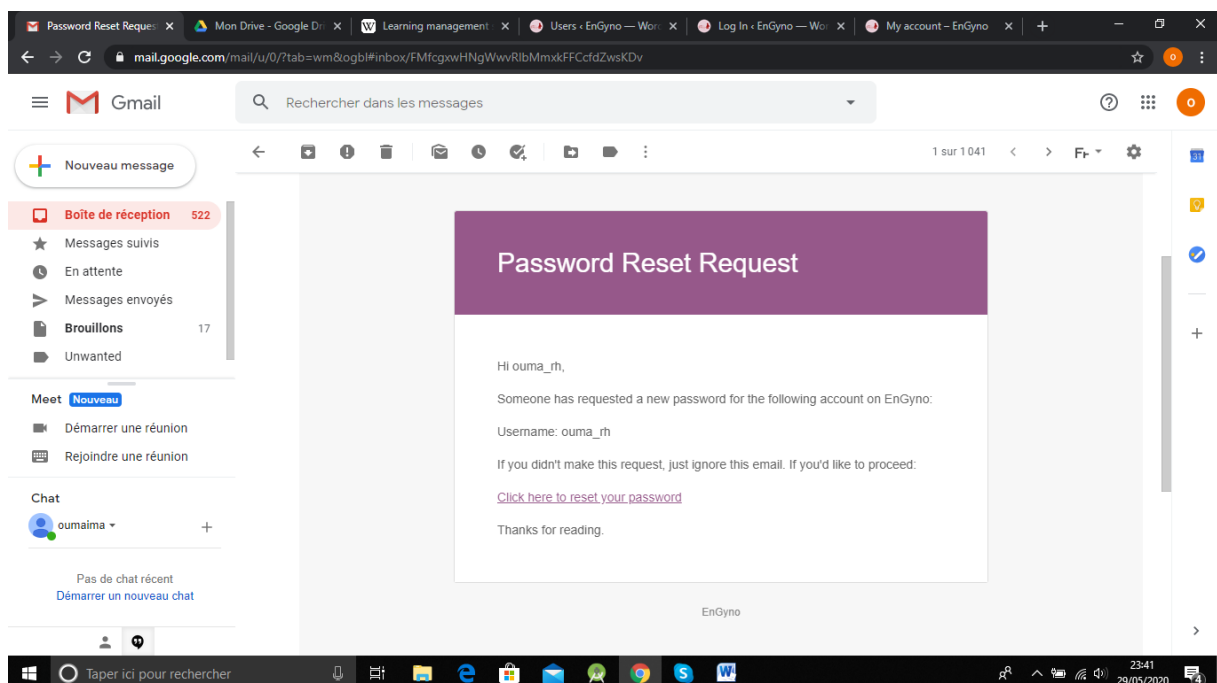 Password Reset Reques
Mon Drive - Google Dri
Learning management
Users ‹ EnGyno — Wor
Log In ‹ EnGyno — Wor
My account – EnGyno
mail.google.com/mail/u/0/?tab=wm&ogbl#inbox/FMfcgxwHNgWwvRlbMmxkFFCcfdZwsKDv
Gmail
Rechercher dans les messages
Nouveau message
1 sur 1 041
Boîte de réception 522
Messages suivis
En attente
Messages envoyés
Brouillons 17
Unwanted
Meet Nouveau
Démarrer une réunion
Rejoindre une réunion
Chat
oumaima
Pas de chat récent
Démarrer un nouveau chat
Password Reset Request
Hi ouma_rh,
Someone has requested a new password for the following account on EnGyno:
Username: ouma_rh
If you didn't make this request, just ignore this email. If you'd like to proceed:
Click here to reset your password
Thanks for reading.
EnGyno
Taper ici pour rechercher
23:41
29/05/2020